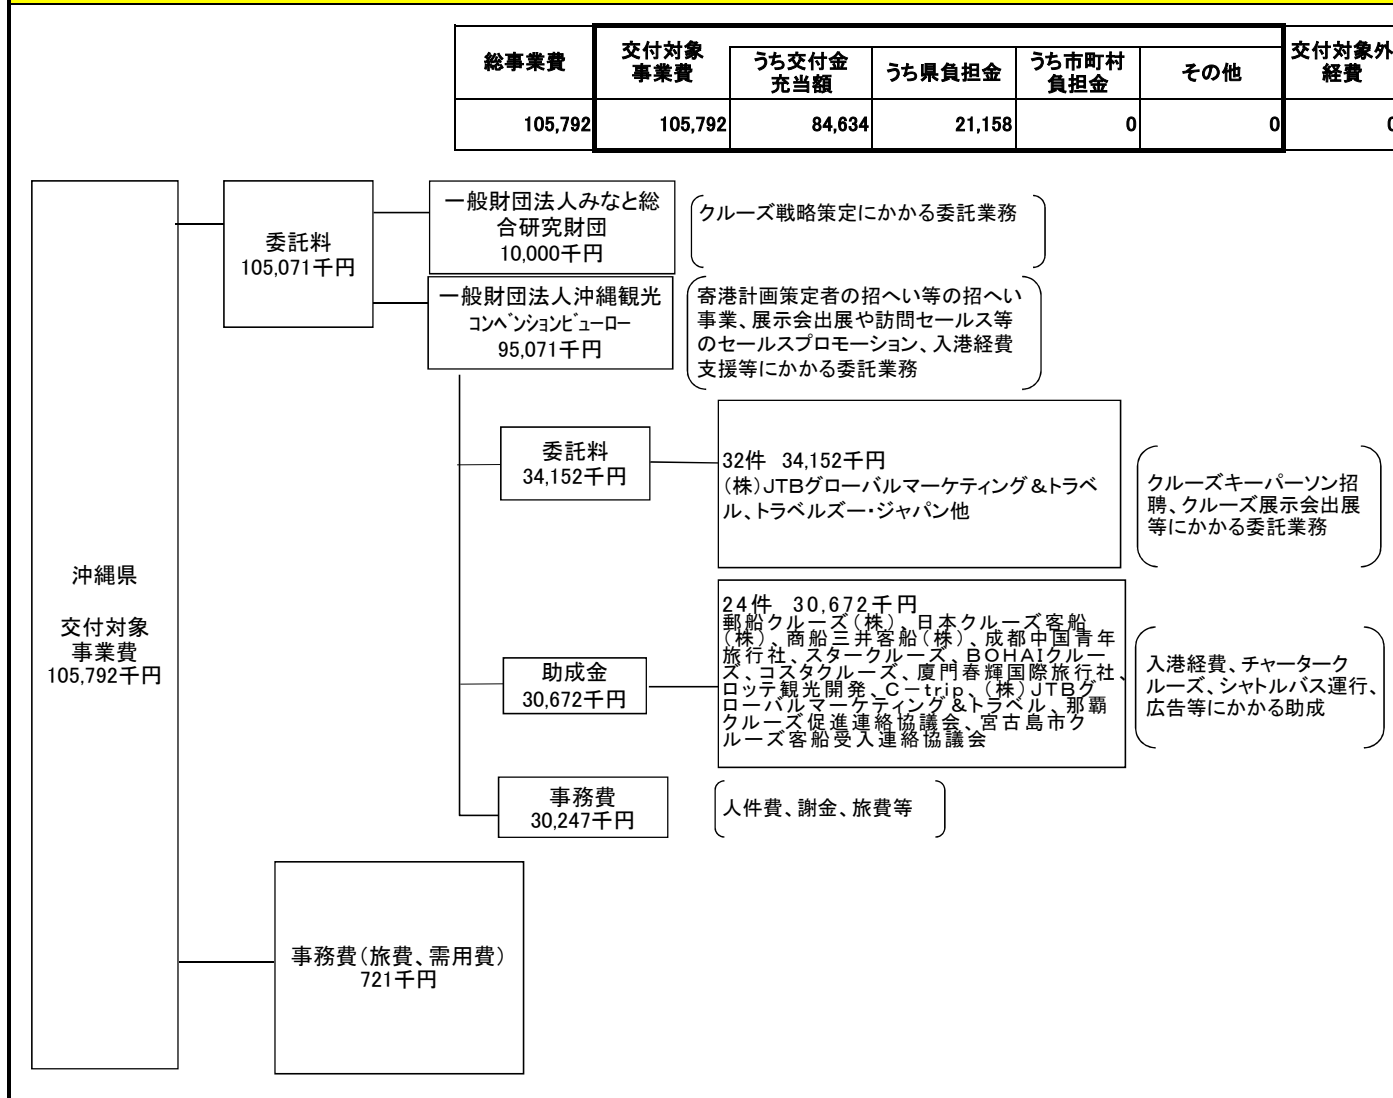 総事業費
交付対象
事業費
うち交付金
充当額
うち県負担金
うち市町村
負担金
その他
交付対象外
経費
105,792
105,792
84,634
21,158
0
0
0
沖縄県
交付対象
事業費
105,792千円
委託料
105,071千円
一般財団法人みなと総
合研究財団
10,000千円
クルーズ戦略策定にかかる委託業務
一般財団法人沖縄観光
コンベンションビューロー
95,071千円
寄港計画策定者の招へい等の招へい
事業、展示会出展や訪問セールス等
のセールスプロモーション、入港経費
支援等にかかる委託業務
委託料
34,152千円
32件 34,152千円
(株)JTBグローバルマーケティング&トラベ
ル、トラベルズー・ジャパン他
クルーズキーパーソン招
聘、クルーズ展示会出展
等にかかる委託業務
助成金
30,672千円
24件 30,672千円
郵船クルーズ(株)、日本クルーズ客船
(株)、商船三井客船(株)、成都中国青年
旅行社、スタークルーズ、BOHAIクルー
ズ、コスタクルーズ、厦門春輝国際旅行社、
ロッテ観光開発、C-trip、(株)JTBグ
ローバルマーケティング&トラベル、那覇
クルーズ促進連絡協議会、宮古島市ク
ルーズ客船受入連絡協議会
入港経費、チャーターク
ルーズ、シャトルバス運行、
広告等にかかる助成
事務費
30,247千円
人件費、謝金、旅費等
事務費(旅費、需用費)
721千円